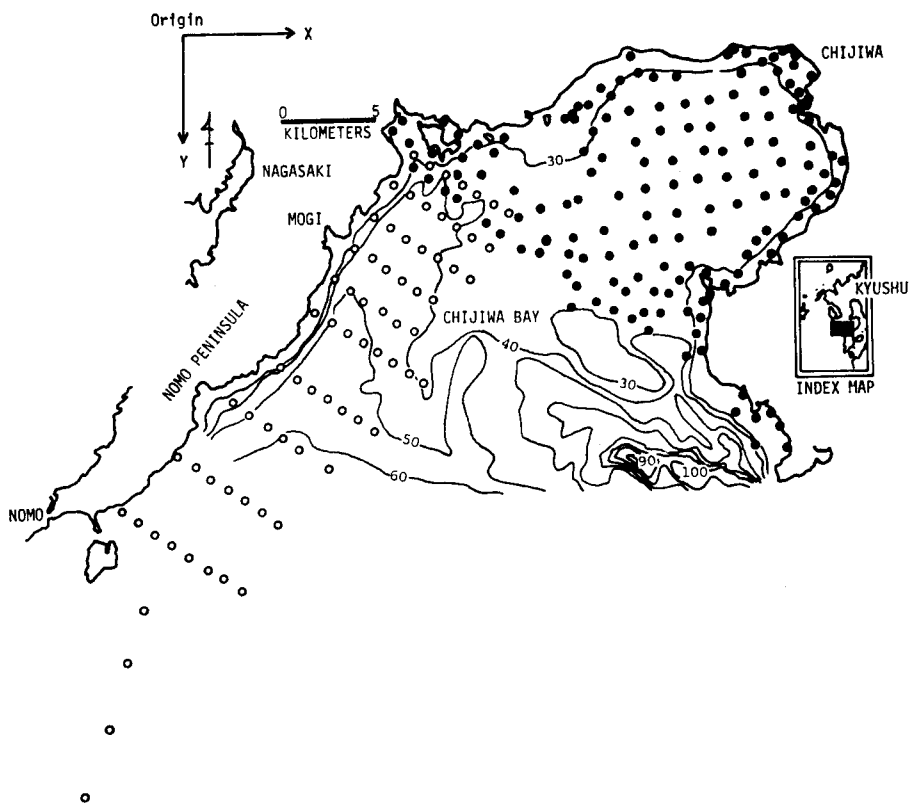 Origin
X
Y
0 5
KILOMETERS
CHIJIWA
NAGASAKI
30
MOGI
KYUSHU
INDEX MAP
NOMO PENINSULA
CHIJIWA BAY
40
30
50
60
90
100
NOMO